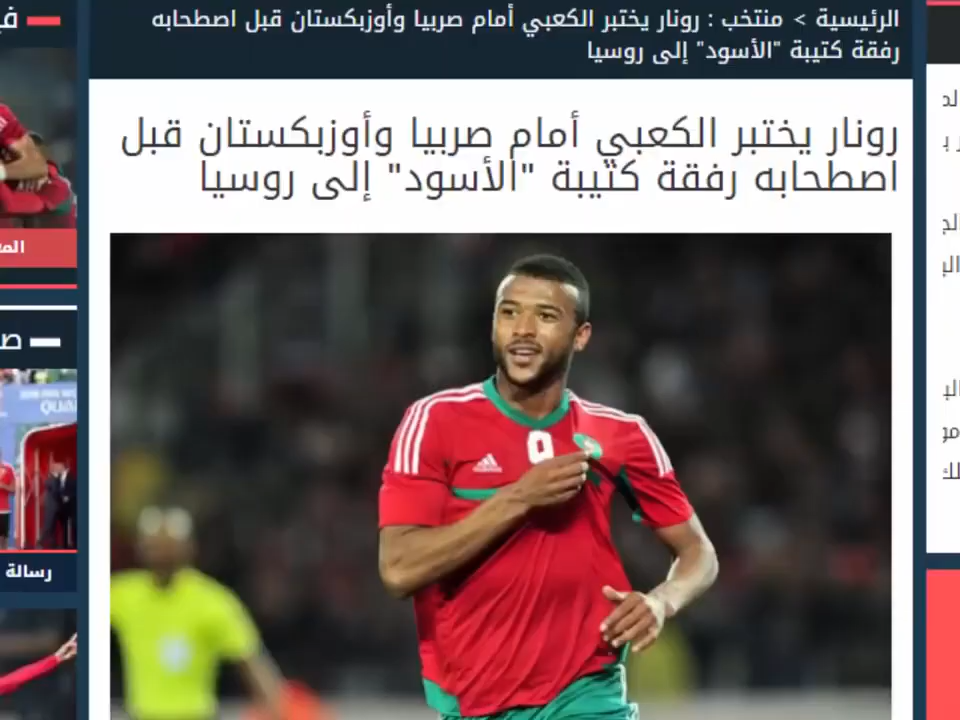 الرئيسية > منتخب : رونار يختبر الكعبي أمام صربيا وأوزبكستان قبل اصطحابه
رفقة كتيبة "الأسود" إلى روسيا
رونار يختبر الكعبي أمام صربيا وأوزبكستان قبل
اصطحابه رفقة كتيبة "الأسود" إلى روسيا
رسالة